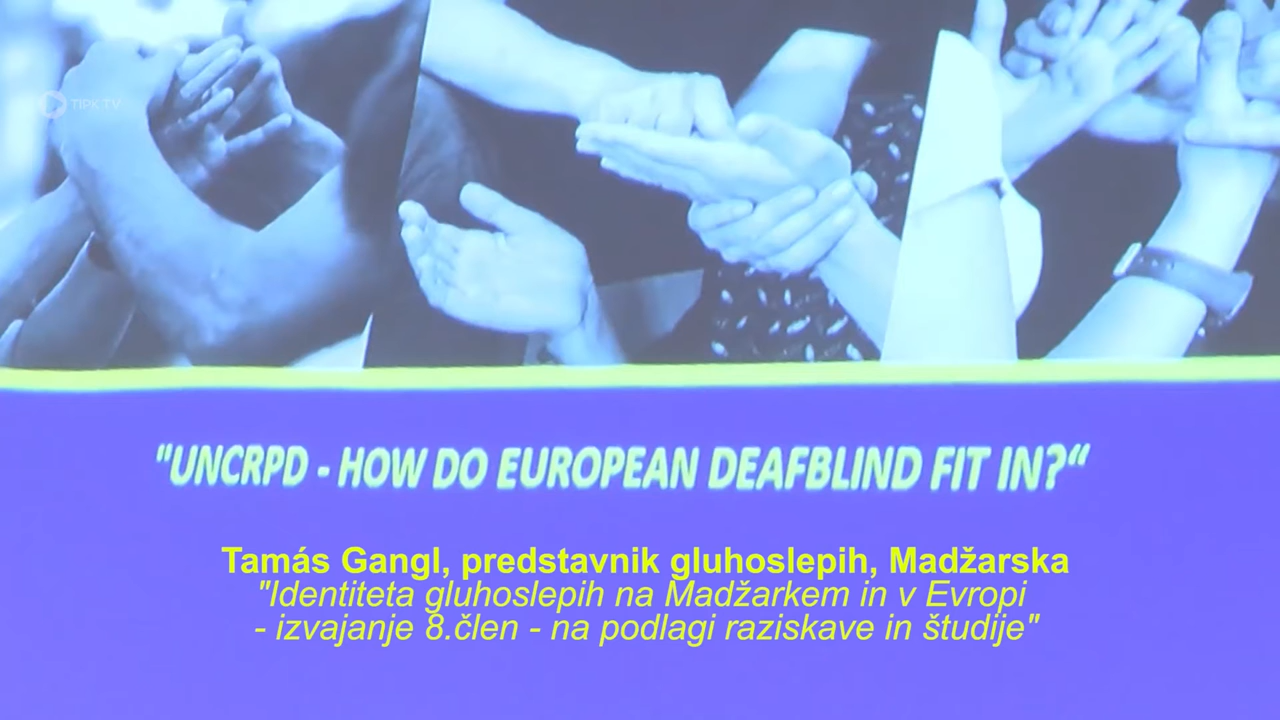 TIPK TV
"UNCRPD - HOW DO EUROPEAN DEAFBLIND FIT IN?“
Tamás Gangl, predstavnik gluhoslepih, Madžarska
"Identiteta gluhoslepih na Madžarkem in v Evropi
- izvajanje 8.člen - na podlagi raziskave in študije"